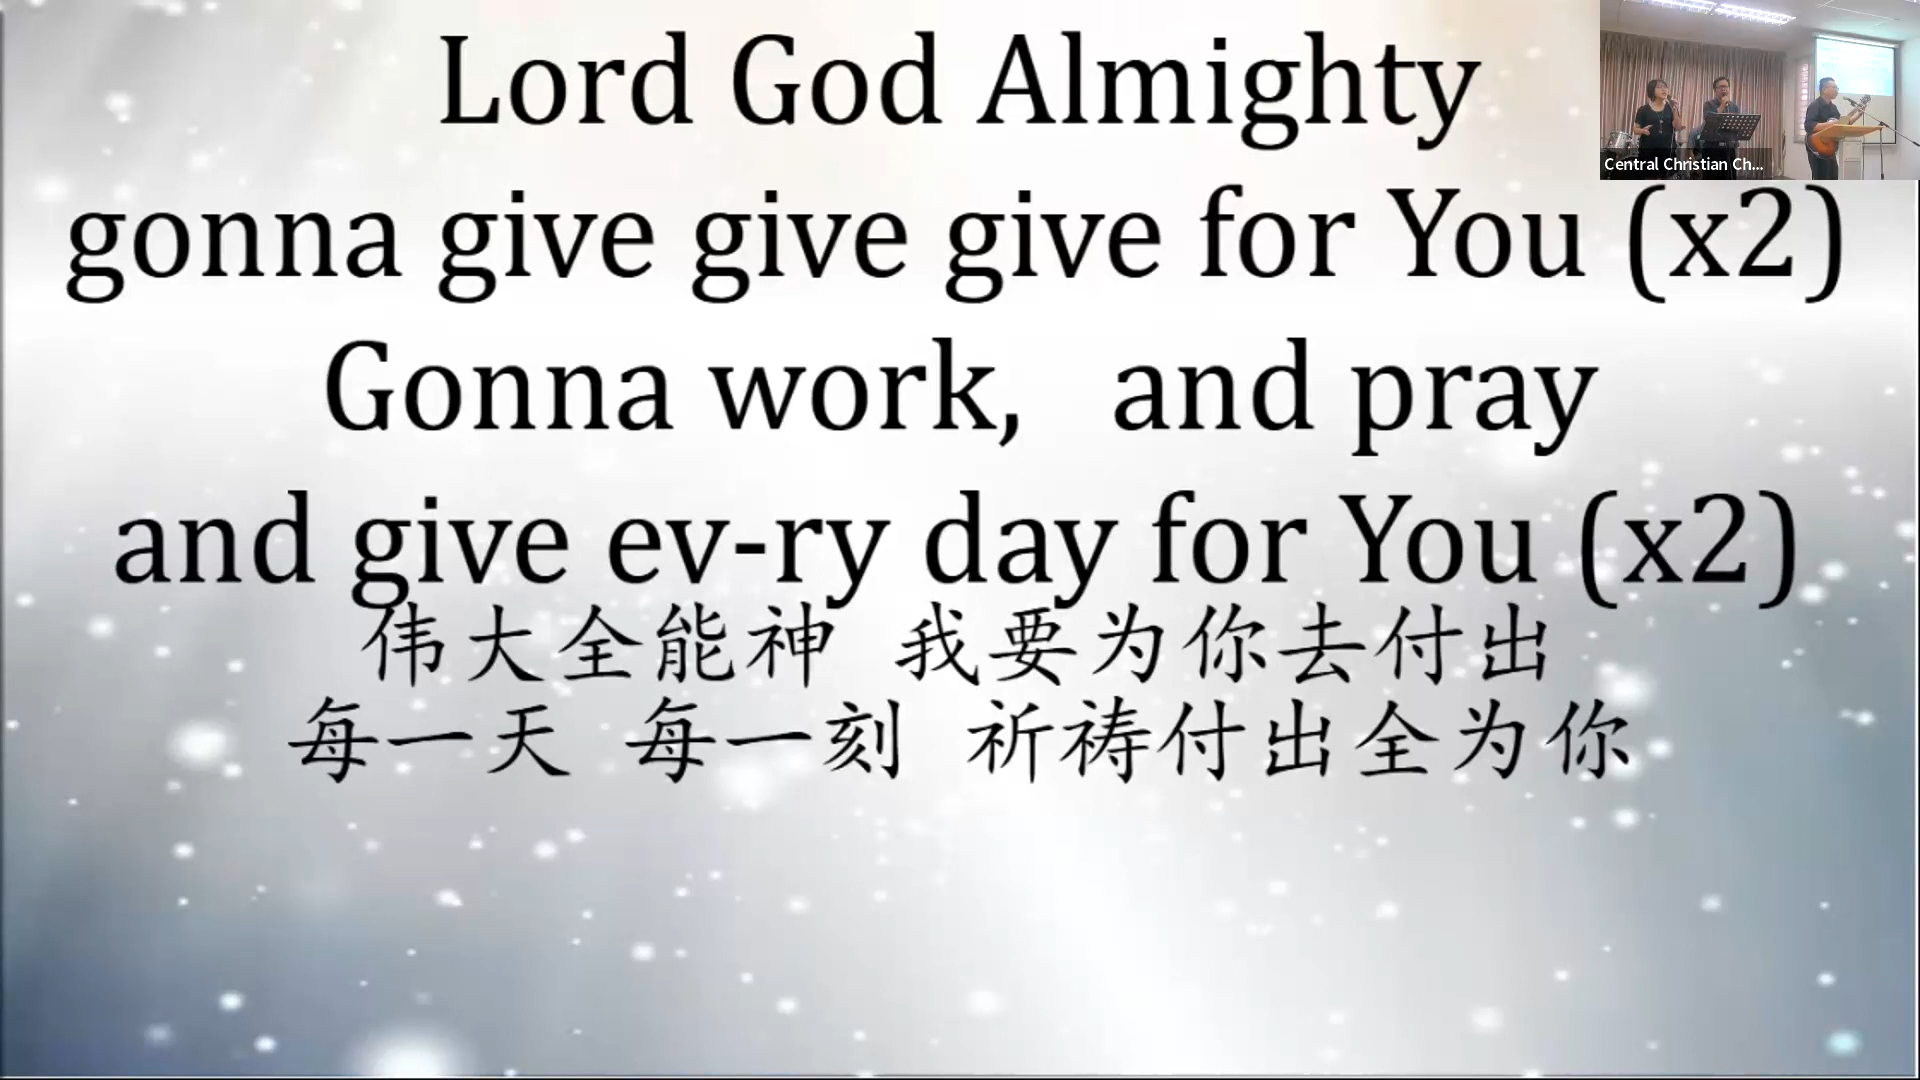 Lord God Almighty
gonna give give give for You (x2)
Gonna work, and pray
and give ev-ry day for You (x2)
伟大全能神 我要为你去付出
每一天 每一刻 祈祷付出全为你
Central Christian Ch...